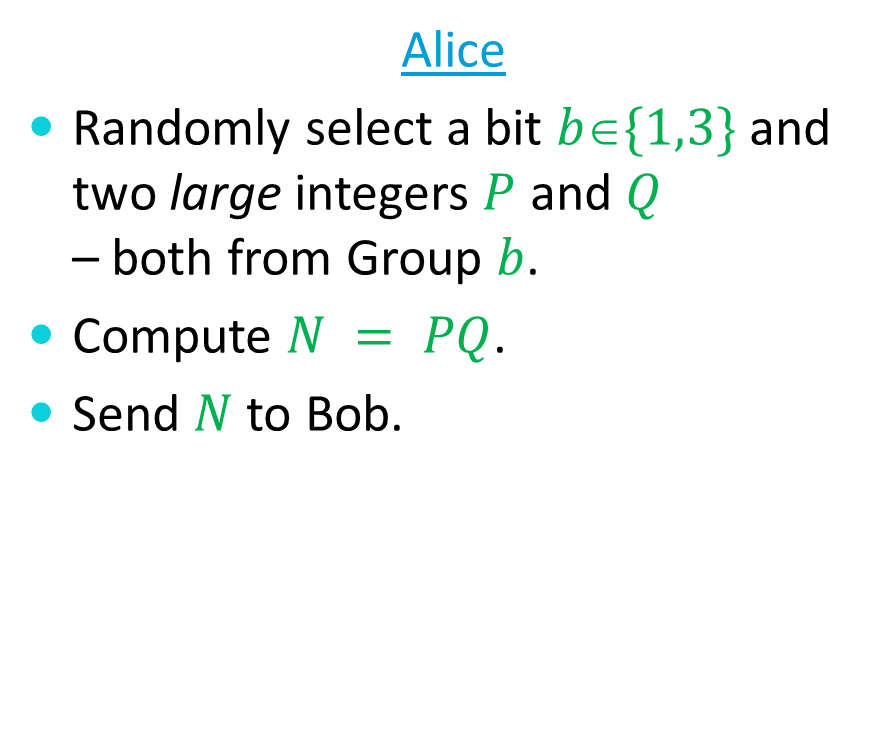 Alice
• Randomly select a bit b∈{1,3} and
two large integers P and Q
– both from Group b.
• Compute N = PQ.
• Send N to Bob.